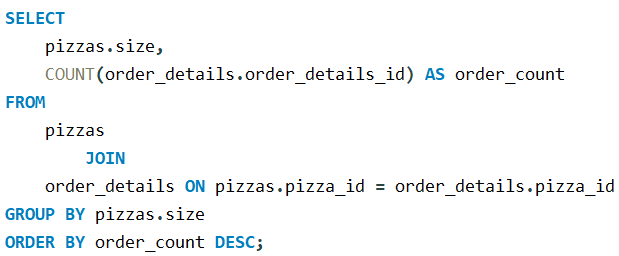 SELECT
    pizzas.size,
    COUNT(order_details.order_details_id) AS order_count
FROM
    pizzas
        JOIN
    order_details ON pizzas.pizza_id = order_details.pizza_id
GROUP BY pizzas.size
ORDER BY order_count DESC;